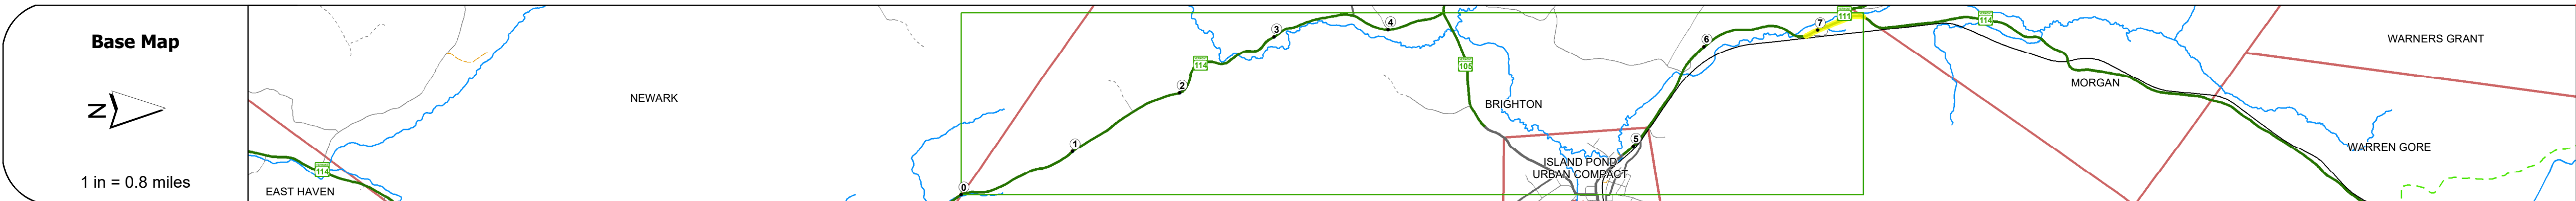 Base Map
N
1 in = 0.8 miles
114
EAST HAVEN
NEWARK
0
1
2
114
3
4
105
BRIGHTON
ISLAND POND
URBAN COMPACT
5
6
7
111
114
MORGAN
WARNERS GRANT
WARREN GORE